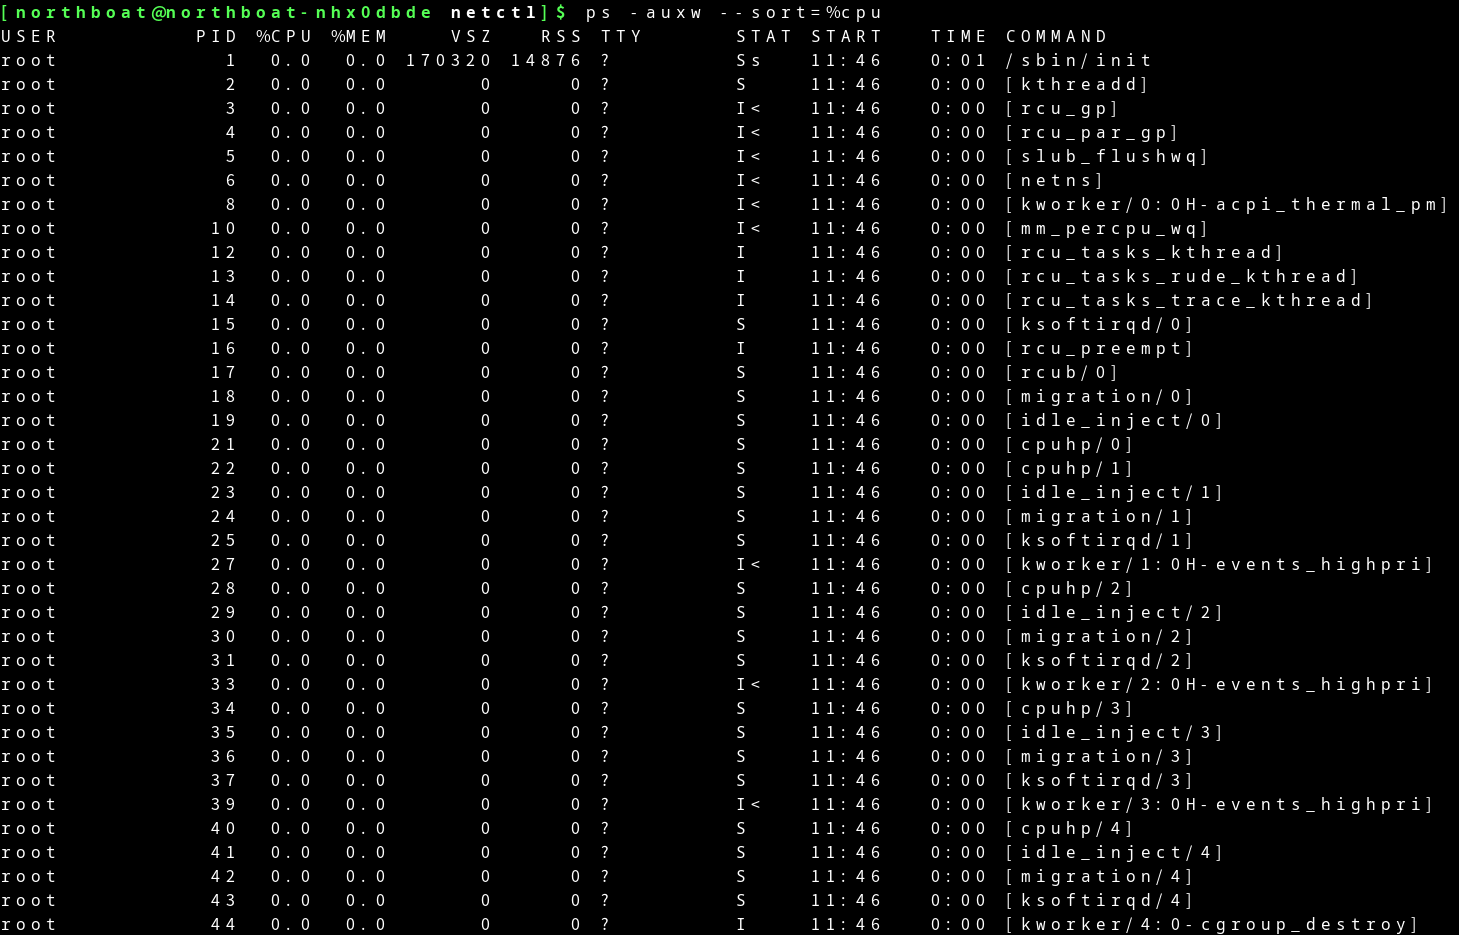 [northboat@northboat-nhx0dbde netctl]$ ps -auxw --sort=%cpu
USER PID %CPU %MEM VSZ RSS TTY STAT START TIME COMMAND
root 1 0.0 0.0 170320 14876 ? Ss 11:46 0:01 /sbin/init
root 2 0.0 0.0 0 0 ? S 11:46 0:00 [kthreadd]
root 3 0.0 0.0 0 0 ? I< 11:46 0:00 [rcu_gp]
root 4 0.0 0.0 0 0 ? I< 11:46 0:00 [rcu_par_gp]
root 5 0.0 0.0 0 0 ? I< 11:46 0:00 [slub_flushwq]
root 6 0.0 0.0 0 0 ? I< 11:46 0:00 [netns]
root 8 0.0 0.0 0 0 ? I< 11:46 0:00 [kworker/0:0H-acpi_thermal_pm]
root 10 0.0 0.0 0 0 ? I< 11:46 0:00 [mm_percpu_wq]
root 12 0.0 0.0 0 0 ? I 11:46 0:00 [rcu_tasks_kthread]
root 13 0.0 0.0 0 0 ? I 11:46 0:00 [rcu_tasks_rude_kthread]
root 14 0.0 0.0 0 0 ? I 11:46 0:00 [rcu_tasks_trace_kthread]
root 15 0.0 0.0 0 0 ? S 11:46 0:00 [ksoftirqd/0]
root 16 0.0 0.0 0 0 ? I 11:46 0:00 [rcu_preempt]
root 17 0.0 0.0 0 0 ? S 11:46 0:00 [rcub/0]
root 18 0.0 0.0 0 0 ? S 11:46 0:00 [migration/0]
root 19 0.0 0.0 0 0 ? S 11:46 0:00 [idle_inject/0]
root 21 0.0 0.0 0 0 ? S 11:46 0:00 [cpuhp/0]
root 22 0.0 0.0 0 0 ? S 11:46 0:00 [cpuhp/1]
root 23 0.0 0.0 0 0 ? S 11:46 0:00 [idle_inject/1]
root 24 0.0 0.0 0 0 ? S 11:46 0:00 [migration/1]
root 25 0.0 0.0 0 0 ? S 11:46 0:00 [ksoftirqd/1]
root 27 0.0 0.0 0 0 ? I< 11:46 0:00 [kworker/1:0H-events_highpri]
root 28 0.0 0.0 0 0 ? S 11:46 0:00 [cpuhp/2]
root 29 0.0 0.0 0 0 ? S 11:46 0:00 [idle_inject/2]
root 30 0.0 0.0 0 0 ? S 11:46 0:00 [migration/2]
root 31 0.0 0.0 0 0 ? S 11:46 0:00 [ksoftirqd/2]
root 33 0.0 0.0 0 0 ? I< 11:46 0:00 [kworker/2:0H-events_highpri]
root 34 0.0 0.0 0 0 ? S 11:46 0:00 [cpuhp/3]
root 35 0.0 0.0 0 0 ? S 11:46 0:00 [idle_inject/3]
root 36 0.0 0.0 0 0 ? S 11:46 0:00 [migration/3]
root 37 0.0 0.0 0 0 ? S 11:46 0:00 [ksoftirqd/3]
root 39 0.0 0.0 0 0 ? I< 11:46 0:00 [kworker/3:0H-events_highpri]
root 40 0.0 0.0 0 0 ? S 11:46 0:00 [cpuhp/4]
root 41 0.0 0.0 0 0 ? S 11:46 0:00 [idle_inject/4]
root 42 0.0 0.0 0 0 ? S 11:46 0:00 [migration/4]
root 43 0.0 0.0 0 0 ? S 11:46 0:00 [ksoftirqd/4]
root 44 0.0 0.0 0 0 ? I 11:46 0:00 [kworker/4:0-cgroup_destroy]